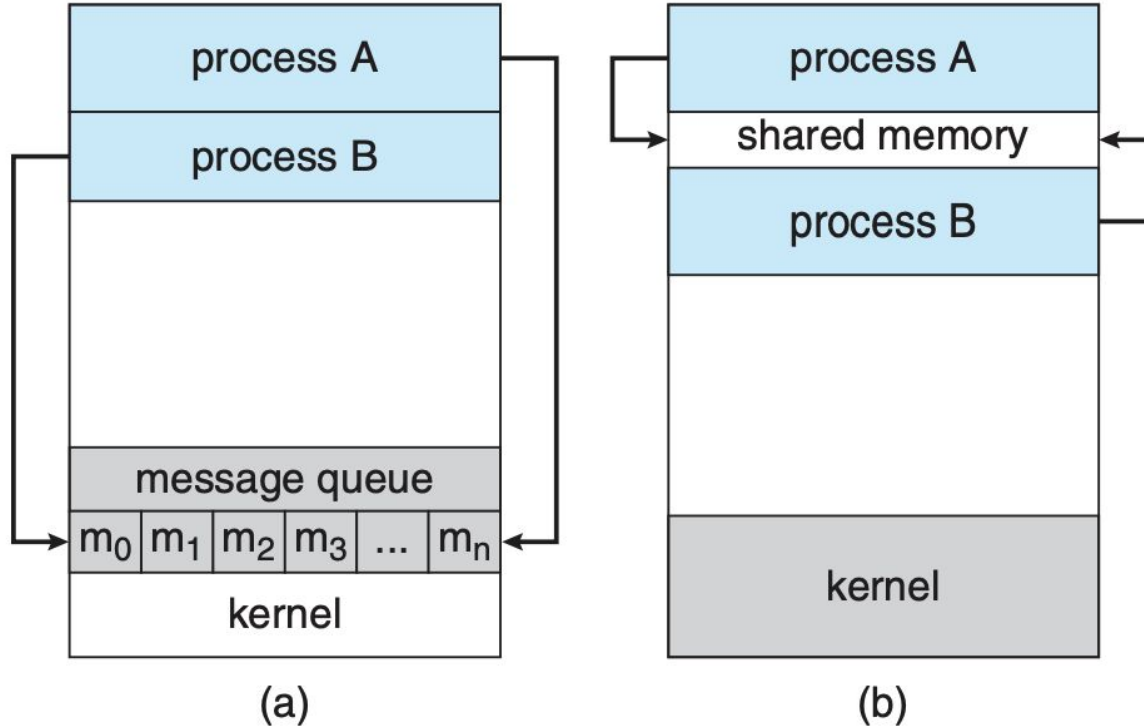 process A
process B
message queue
m0 m1 m2 m3 ... mn
kernel
(a)
process A
shared memory
process B
kernel
(b)